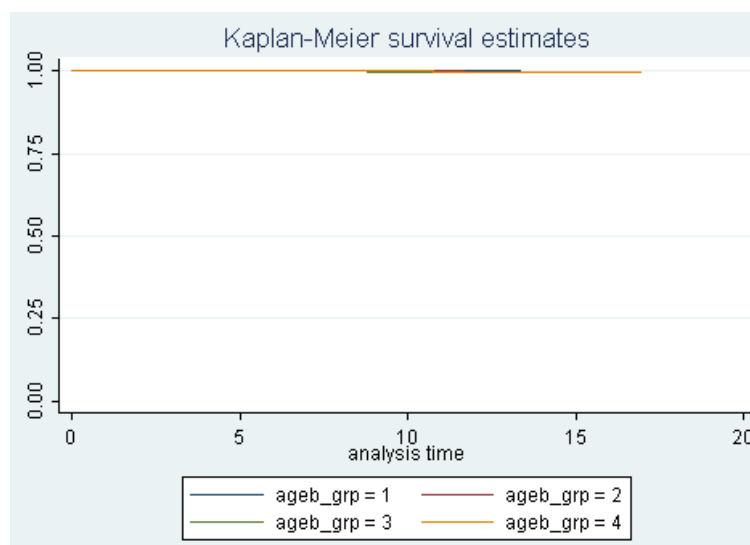 Kaplan-Meier survival estimates
1.00
0.75
0.50
0.25
0.00
0 5 10 15 20
analysis time
ageb_grp = 1 ageb_grp = 2
ageb_grp = 3 ageb_grp = 4